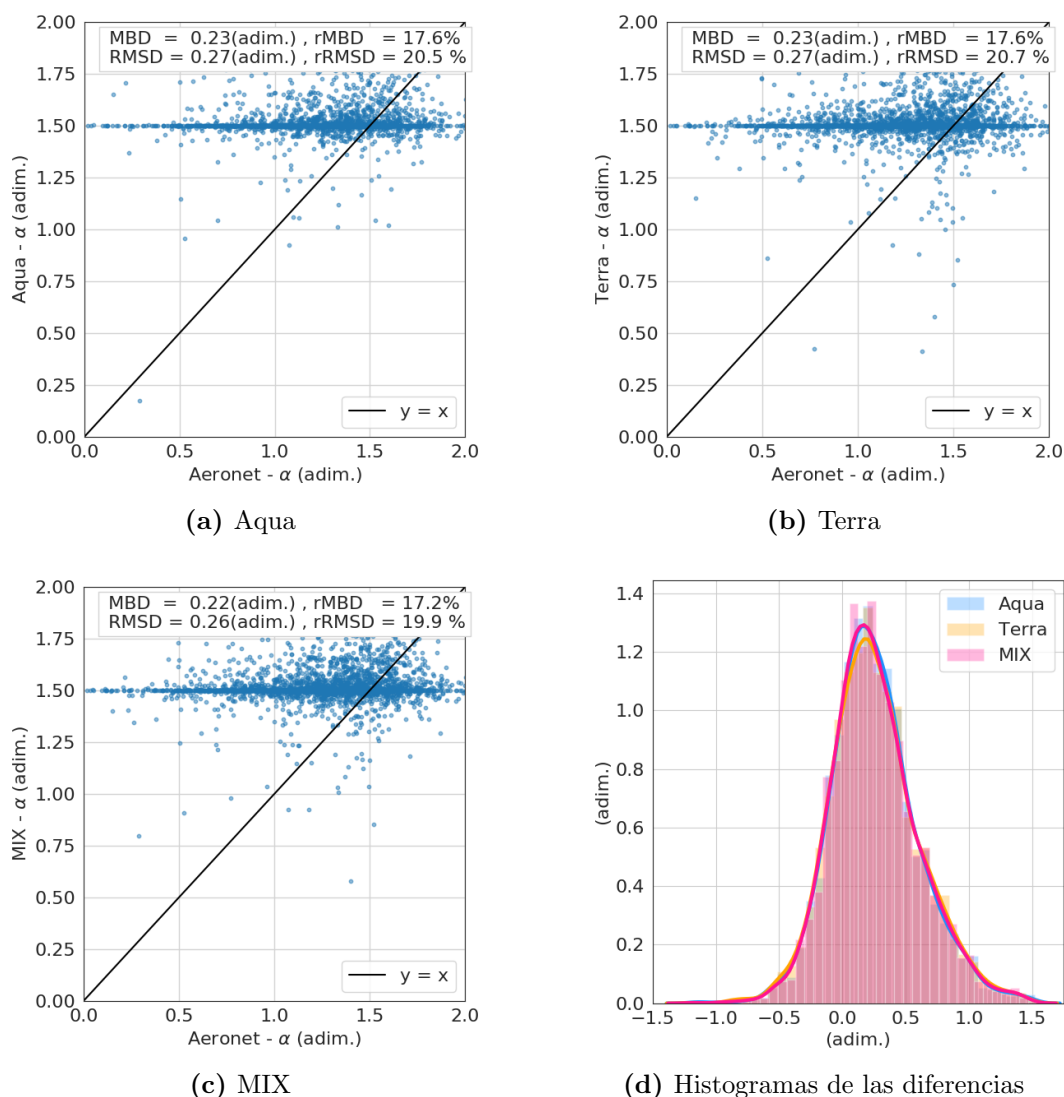 MBD = 0.23(adim.) , rMBD = 17.6%
RMSD = 0.27(adim.) , rRMSD = 20.5 %
2.00
1.75
1.50
1.25
1.00
0.75
0.50
0.25
0.00
Aqua - α (adim.)
y = x
0.0 0.5 1.0 1.5 2.0
Aeronet - α (adim.)
(a) Aqua
MBD = 0.23(adim.) , rMBD = 17.6%
RMSD = 0.27(adim.) , rRMSD = 20.7 %
2.00
1.75
1.50
1.25
1.00
0.75
0.50
0.25
0.00
Terra - α (adim.)
y = x
0.0 0.5 1.0 1.5 2.0
Aeronet - α (adim.)
(b) Terra
MBD = 0.22(adim.) , rMBD = 17.2%
RMSD = 0.26(adim.) , rRMSD = 19.9 %
2.00
1.75
1.50
1.25
1.00
0.75
0.50
0.25
0.00
MIX - α (adim.)
y = x
0.0 0.5 1.0 1.5 2.0
Aeronet - α (adim.)
(c) MIX
1.4
1.2
1.0
0.8
0.6
0.4
0.2
0.0
(adim.)
Aqua
Terra
MIX
−1.5 −1.0 −0.5 0.0 0.5 1.0 1.5
(adim.)
(d) Histogramas de las diferencias